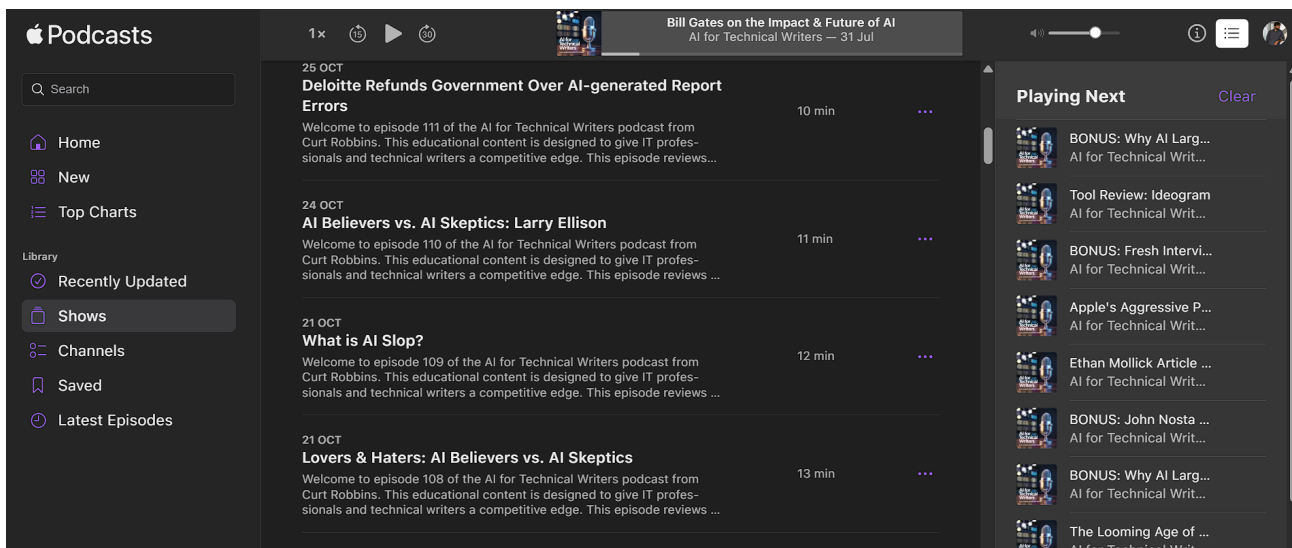 Podcasts
Search
Home
New
Top Charts
Library
Recently Updated
Shows
Channels
Saved
Latest Episodes
1×
15
30
AI for
Technical
Writers
Bill Gates on the Impact & Future of AI
AI for Technical Writers — 31 Jul
25 OCT
Deloitte Refunds Government Over AI-generated Report
Errors
Welcome to episode 111 of the AI for Technical Writers podcast from
Curt Robbins. This educational content is designed to give IT profes-
sionals and technical writers a competitive edge. This episode reviews...
10 min
24 OCT
AI Believers vs. AI Skeptics: Larry Ellison
Welcome to episode 110 of the AI for Technical Writers podcast from
Curt Robbins. This educational content is designed to give IT profes-
sionals and technical writers a competitive edge. This episode reviews ...
11 min
21 OCT
What is AI Slop?
Welcome to episode 109 of the AI for Technical Writers podcast from
Curt Robbins. This educational content is designed to give IT profes-
sionals and technical writers a competitive edge. This episode reviews ...
12 min
21 OCT
Lovers & Haters: AI Believers vs. AI Skeptics
Welcome to episode 108 of the AI for Technical Writers podcast from
Curt Robbins. This educational content is designed to give IT profes-
sionals and technical writers a competitive edge. This episode reviews ...
13 min
Playing Next
Clear
BONUS: Why AI Larg...
AI for Technical Writ...
Tool Review: Ideogram
AI for Technical Writ...
BONUS: Fresh Intervi...
AI for Technical Writ...
Apple's Aggressive P...
AI for Technical Writ...
Ethan Mollick Article ...
AI for Technical Writ...
BONUS: John Nosta ...
AI for Technical Writ...
BONUS: Why AI Larg...
AI for Technical Writ...
The Looming Age of ...
AI for Technical Writ...